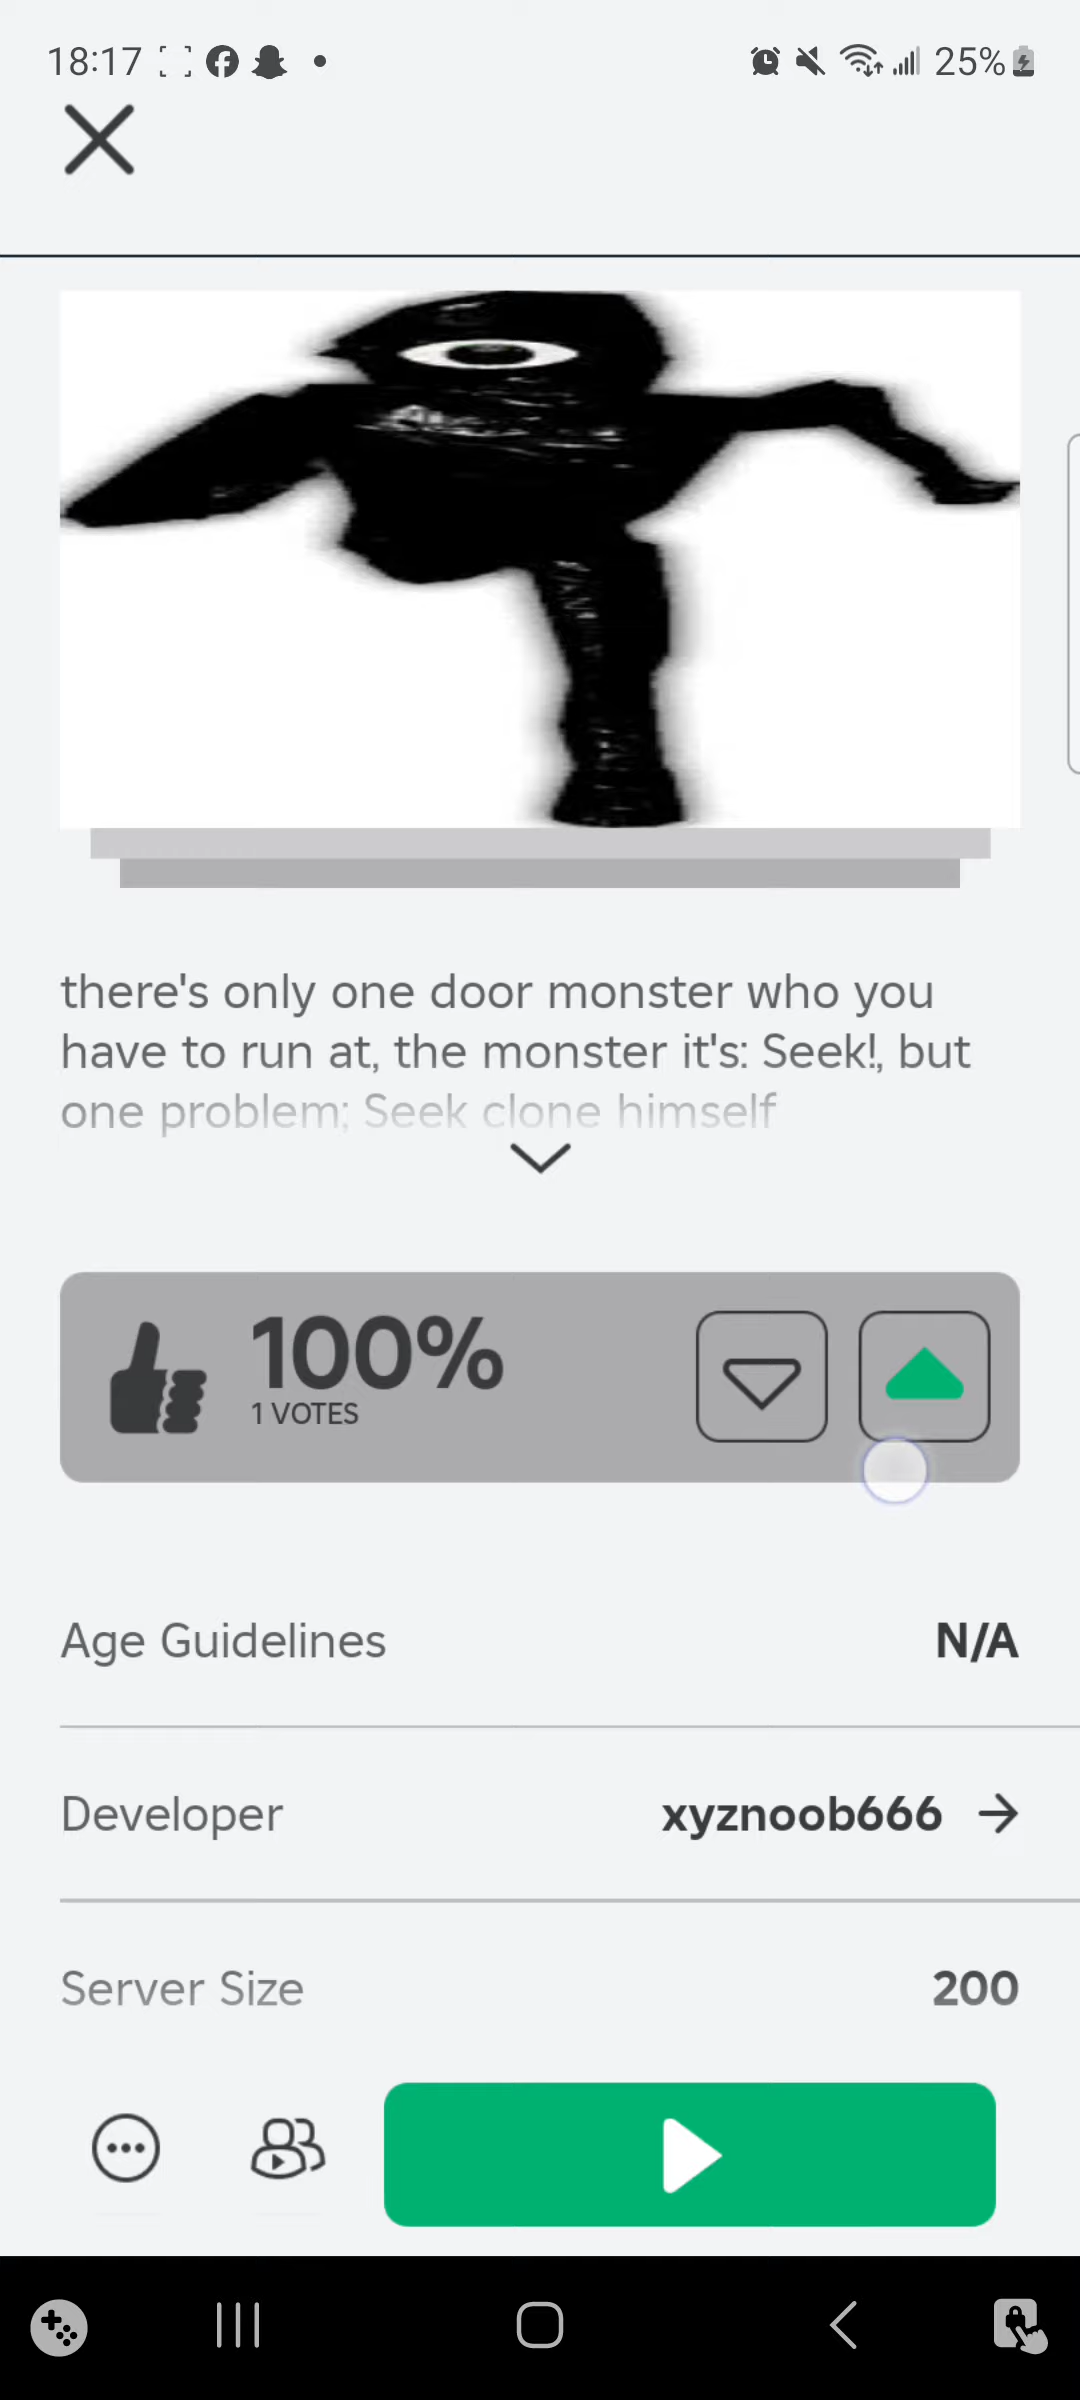 18:17
25%
there's only one door monster who you
have to run at, the monster it's: Seek!, but
one problem; Seek clone himself
100%
1 VOTES
Age Guidelines N/A
Developer xyznoob666
Server Size 200